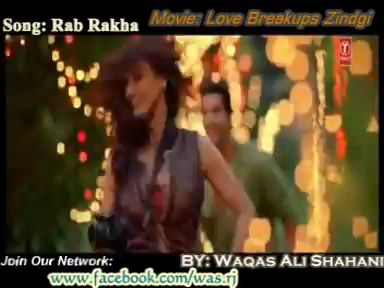 Song: Rab Rakha
Movie: Love Breakups Zindgi
T
Join Our Network:
BY: Waqas Ali Shahani
www.facebook.com/was.rj